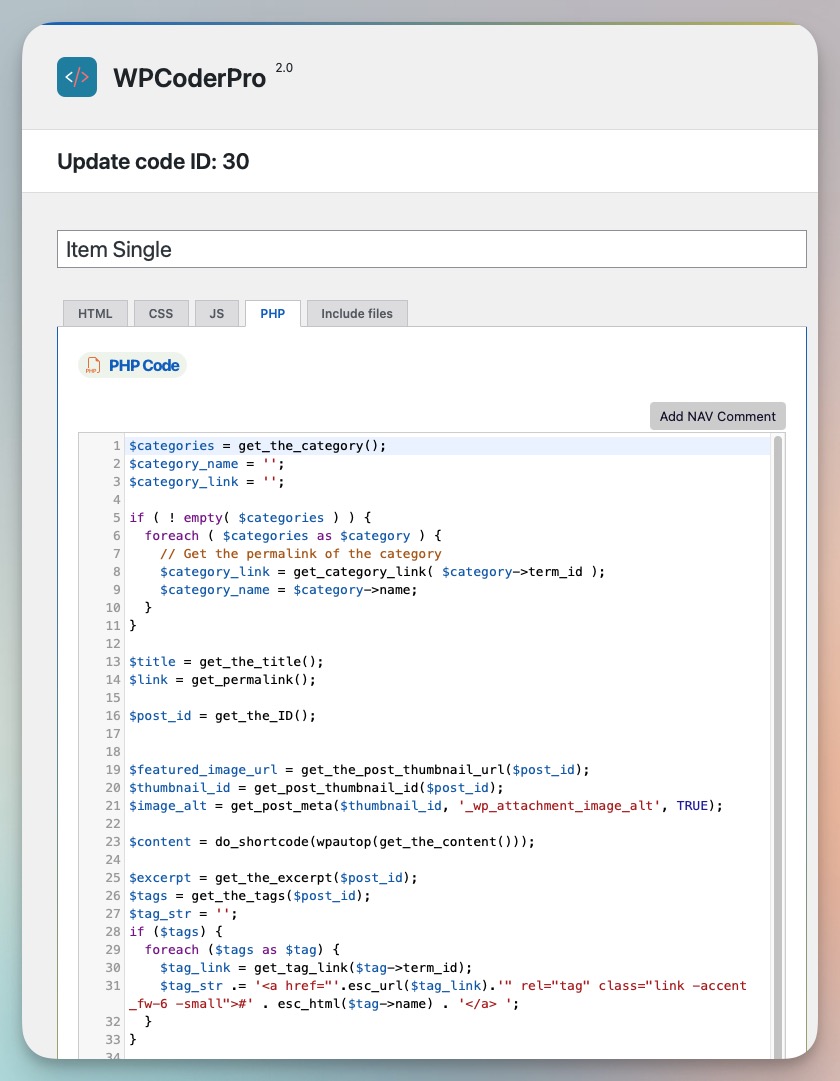 WPCoderPro 2.0
Update code ID: 30
Item Single
HTML CSS JS PHP Include files
PHP PHP Code
Add NAV Comment
1 $categories = get_the_category();
2 $category_name = '';
3 $category_link = '';
4
5 if ( ! empty( $categories ) ) {
6   foreach ( $categories as $category ) {
7     // Get the permalink of the category
8     $category_link = get_category_link( $category->term_id );
9     $category_name = $category->name;
10   }
11 }
12
13 $title = get_the_title();
14 $link = get_permalink();
15
16 $post_id = get_the_ID();
17
18
19 $featured_image_url = get_the_post_thumbnail_url($post_id);
20 $thumbnail_id = get_post_thumbnail_id($post_id);
21 $image_alt = get_post_meta($thumbnail_id, '_wp_attachment_image_alt', TRUE);
22
23 $content = do_shortcode(wpautop(get_the_content()));
24
25 $excerpt = get_the_excerpt($post_id);
26 $tags = get_the_tags($post_id);
27 $tag_str = '';
28 if ($tags) {
29   foreach ($tags as $tag) {
30     $tag_link = get_tag_link($tag->term_id);
31     $tag_str .= '<a href="'.esc_url($tag_link).'" rel="tag" class="link -accent
_fw-6 -small">#' . esc_html($tag->name) . '</a> ';
32   }
33 }
34